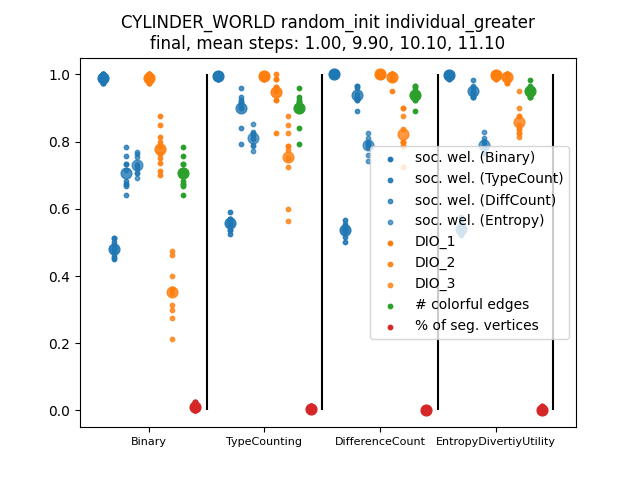 CYLINDER_WORLD random_init individual_greater
final, mean steps: 1.00, 9.90, 10.10, 11.10
1.0
0.8
0.6
0.4
0.2
0.0
soc. wel. (Binary)
soc. wel. (TypeCount)
soc. wel. (DiffCount)
soc. wel. (Entropy)
DIO_1
DIO_2
DIO_3
# colorful edges
% of seg. vertices
Binary
TypeCounting
DifferenceCount
EntropyDivertiyUtility